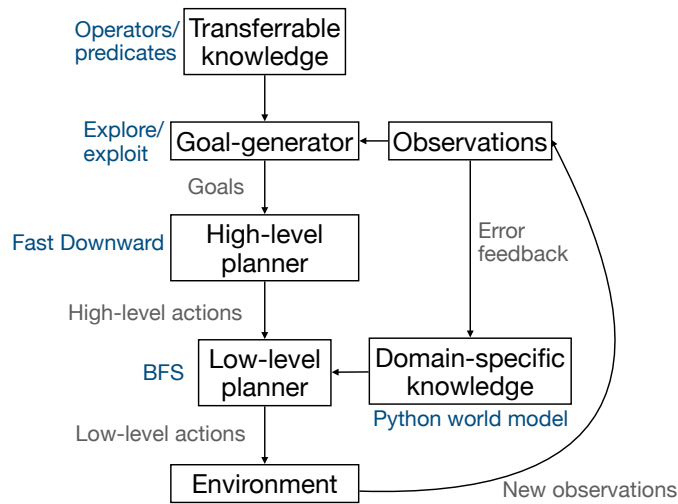 Operators/
predicates
Transferrable
knowledge
Explore/
exploit
Goal-generator
Observations
Goals
Fast Downward
High-level
planner
Error
feedback
High-level actions
BFS
Low-level
planner
Domain-specific
knowledge
Python world model
Low-level actions
Environment
New observations